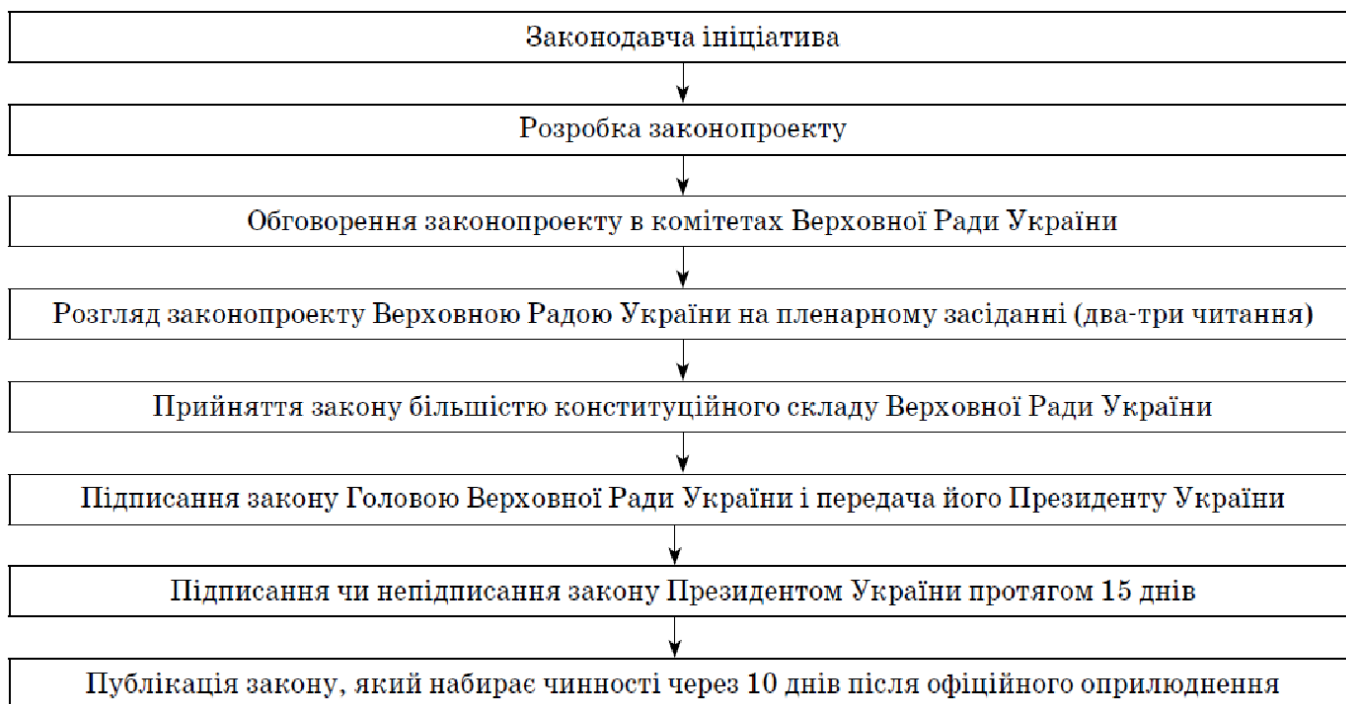 Законодавча ініціатива
Розробка законопроекту
Обговорення законопроекту в комітетах Верховної Ради України
Розгляд законопроекту Верховною Радою України на пленарному засіданні (два-три читання)
Прийняття закону більшістю конституційного складу Верховної Ради України
Підписання закону Головою Верховної Ради України і передача його Президенту України
Підписання чи непідписання закону Президентом України протягом 15 днів
Публікація закону, який набирає чинності через 10 днів після офіційного оприлюднення